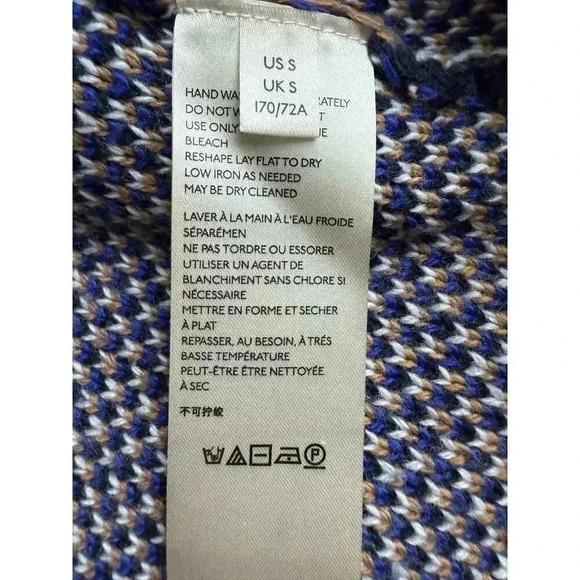 US S
UK S
170/72A
HAND WA RATELY
DO NOT W T
USE ONLY UE
BLEACH
RESHAPE LAY FLAT TO DRY
LOW IRON AS NEEDED
MAY BE DRY CLEANED
LAVER À LA MAIN À L'EAU FROIDE
SÉPARÉMEN
NE PAS TORDRE OU ESSORER
UTILISER UN AGENT DE
BLANCHIMENT SANS CHLORE SI
NÉCESSAIRE
METTRE EN FORME ET SECHER
À PLAT
REPASSER, AU BESOIN, À TRÉS
BASSE TEMPÉRATURE
PEUT-ÊTRE ÊTRE NETTOYÉE
À SEC
不可拧绞